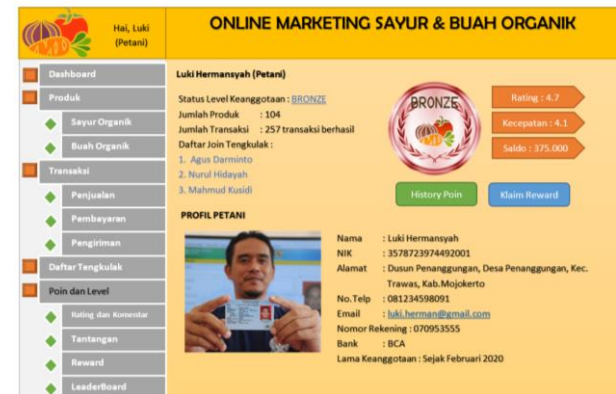 Hai, Luki
(Petani)
ONLINE MARKETING SAYUR & BUAH ORGANIK
Dashboard
Produk
Sayur Organik
Buah Organik
Transaksi
Penjualan
Pembayaran
Pengiriman
Daftar Tengkulak
Poin dan Level
Rating dan Komentar
Tantangan
Reward
LeaderBoard
Luki Hermansyah (Petani)
Status Level Keanggotaan : BRONZE
Jumlah Produk : 104
Jumlah Transaksi : 257 transaksi berhasil
Daftar Join Tengkulak :
1. Agus Darminto
2. Nurul Hidayah
3. Mahmud Kusidi
BRONZE
Rating : 4.7
Kecepatan : 4.1
Saldo : 375.000
History Poin
Klaim Reward
PROFIL PETANI
Nama : Luki Hermansyah
NIK : 3578723974492001
Alamat : Dusun Penanggungan, Desa Penanggungan, Kec.
Trawas, Kab.Mojokerto
No.Telp : 081234598091
Email : luki.herman@gmail.com
Nomor Rekening : 070953555
Bank : BCA
Lama Keanggotaan : Sejak Februari 2020